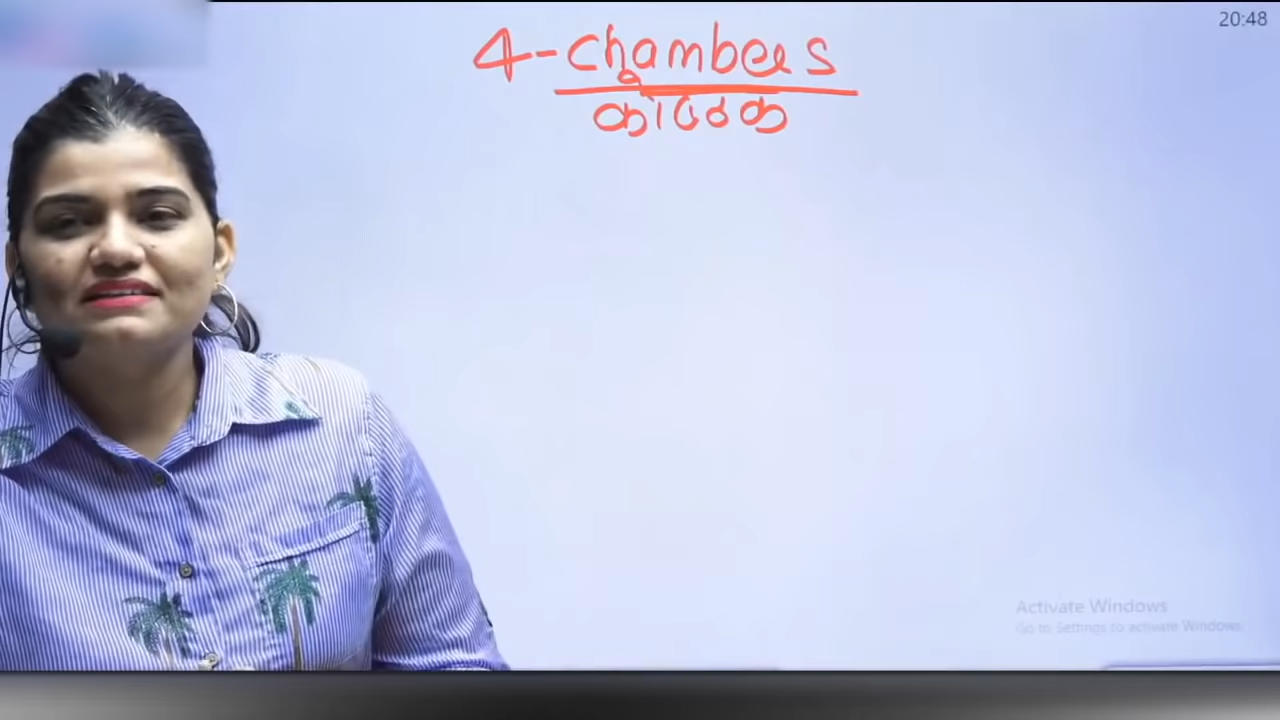 20:48
4-Chambers
कोष्ठक
Activate Windows
Go to Settings to activate Windows.